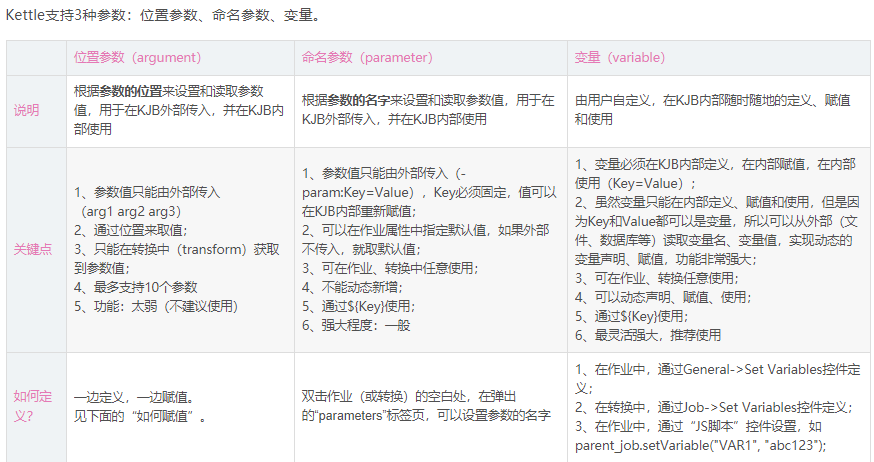 Kettle支持3种参数：位置参数、命名参数、变量。
位置参数（argument）
命名参数（parameter）
变量（variable）
说明
根据参数的位置来设置和读取参数
值，用于在KJB外部传入，并在KJB内
部使用
根据参数的名字来设置和读取参数值，用于在
KJB外部传入，并在KJB内部使用
由用户自定义，在KJB内部随时随地的定义、赋值
和使用
关键点
1、参数值只能由外部传入
（arg1 arg2 arg3）
2、通过位置来取值；
3、只能在转换中（transform）获取
到参数值；
4、最多支持10个参数
5、功能：太弱（不建议使用）
1、参数值只能由外部传入（-
param:Key=Value），Key必须固定，值可以
在KJB内部重新赋值；
2、可以在作业属性中指定默认值，如果外部
不传入，就取默认值；
3、可在作业、转换中任意使用；
4、不能动态新增；
5、通过${Key}使用；
6、强大程度：一般
1、变量必须在KJB内部定义，在内部赋值，在内部
使用（Key=Value）；
2、虽然变量只能在内部定义、赋值和使用，但是因
为Key和Value都可以是变量，所以可以从外部（文
件、数据库等）读取变量名、变量值，实现动态的
变量声明、赋值，功能非常强大；
3、可在作业、转换任意使用；
4、可以动态声明、赋值、使用；
5、通过${Key}使用；
6、最灵活强大，推荐使用
如何定
义？
一边定义，一边赋值。
见下面的“如何赋值”。
双击作业（或转换）的空白处，在弹出
的“parameters”标签页，可以设置参数的名字
1、在作业中，通过General->Set Variables控件定
义；
2、在转换中，通过Job->Set Variables控件定义；
3、在作业中，通过“JS脚本”控件设置，如
parent_job.setVariable("VAR1", "abc123");